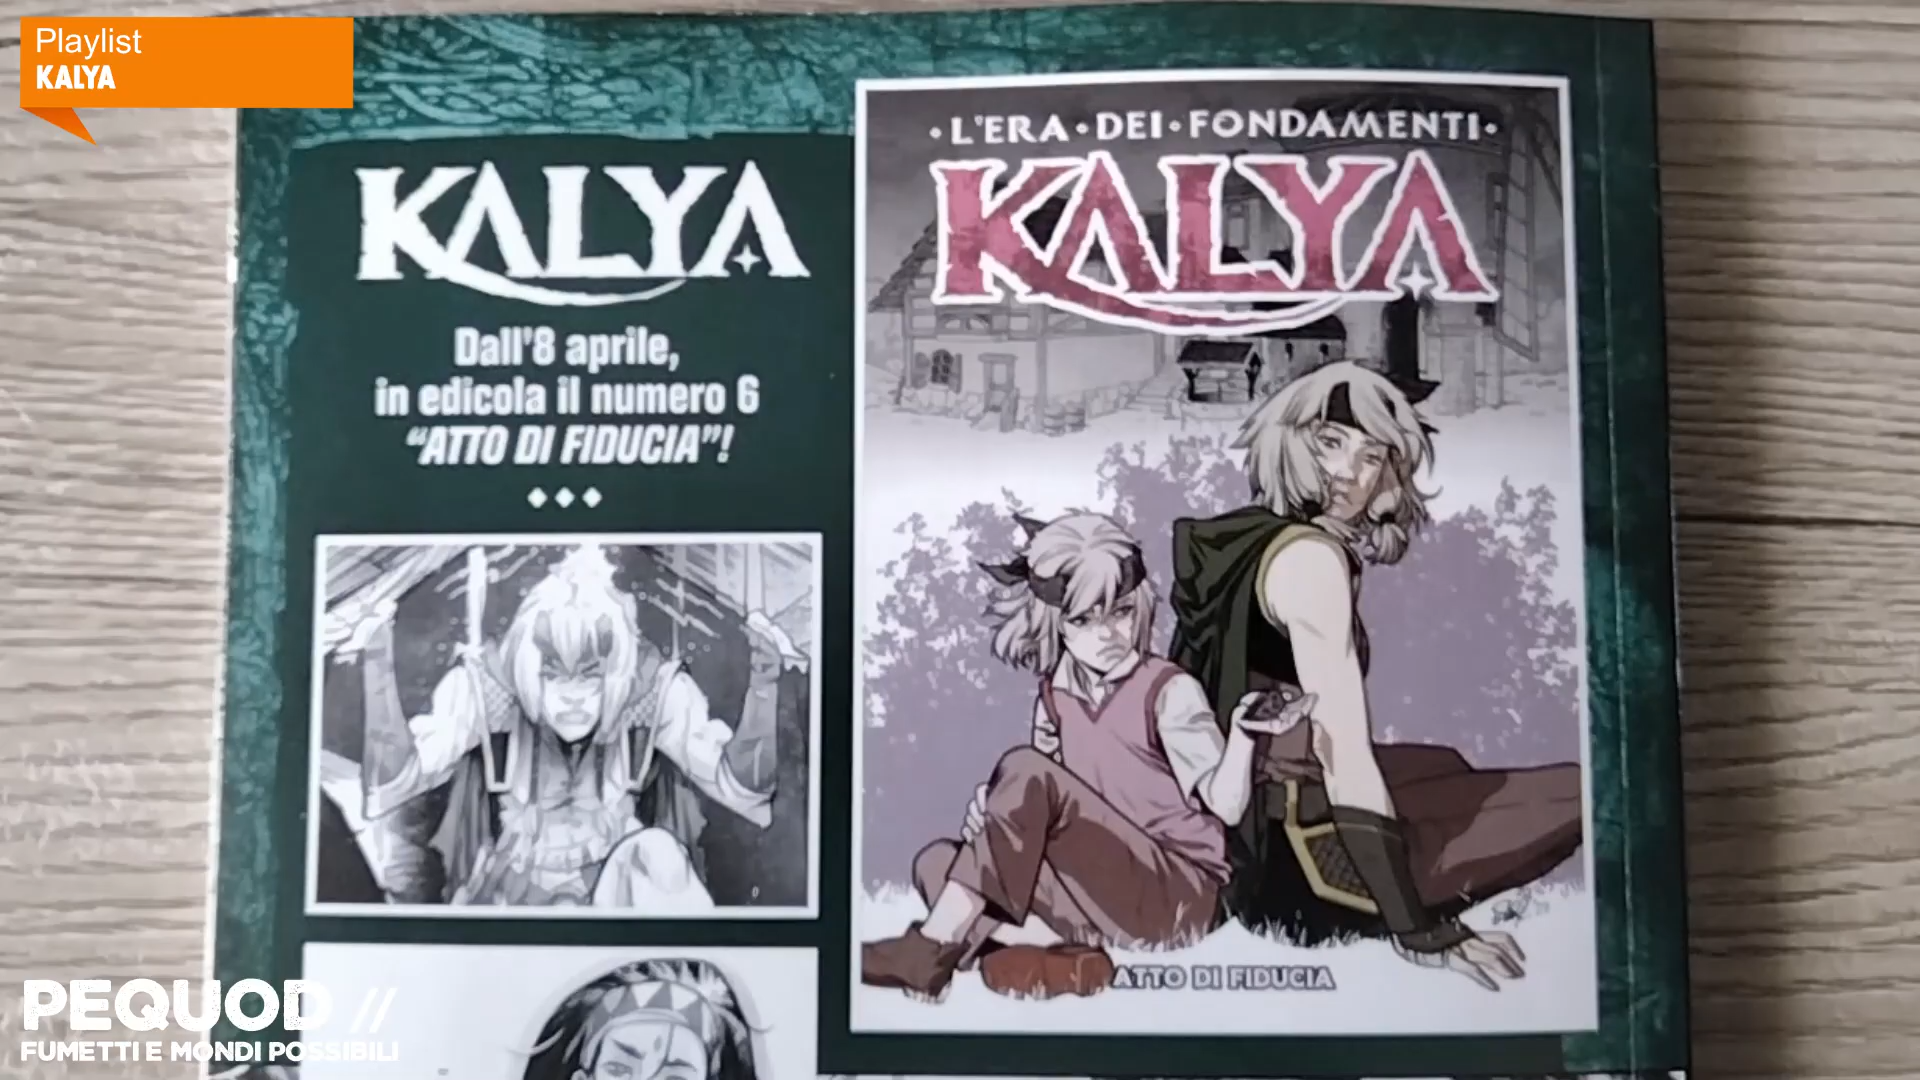 Playlist
KALYA
KALYA
Dall'8 aprile,
in edicola il numero 6
"ATTO DI FIDUCIA"!
•L'ERA•DEI•FONDAMENTI•
KALYA
ATTO DI FIDUCIA
PEQUOD //
FUMETTI E MONDI POSSIBILI